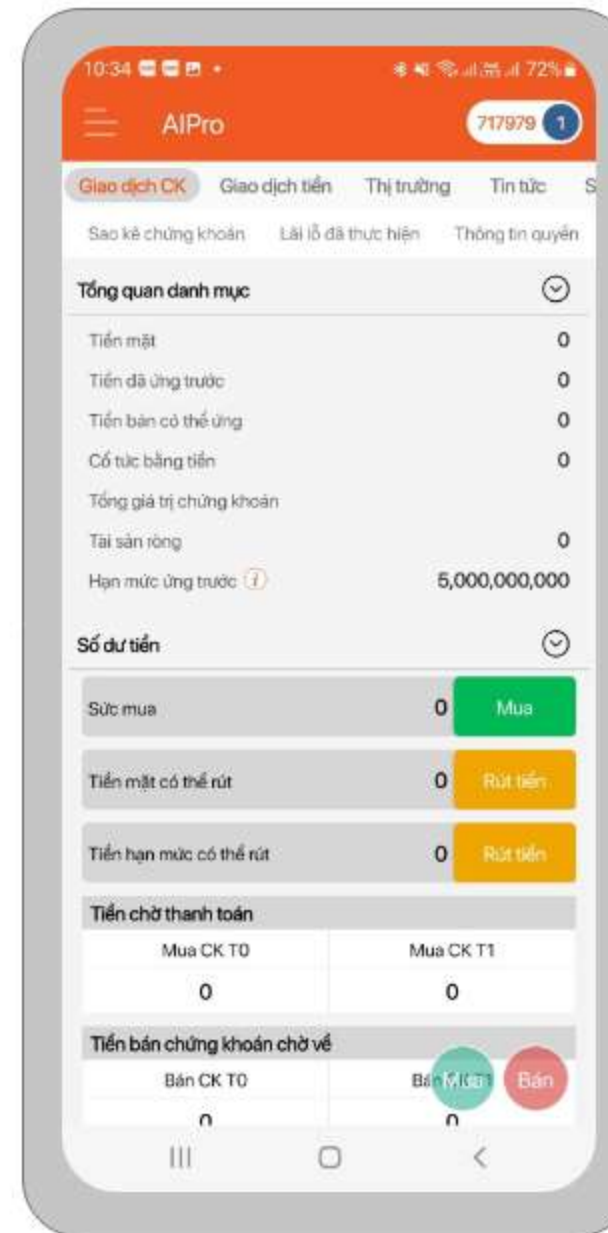 10:34 72%
AIPro 717979 1
Giao dịch CK Giao dịch tiền Thị trường Tin tức S
Sao kê chứng khoán Lãi lỗ đã thực hiện Thông tin quyền
Tổng quan danh mục
Tiền mặt 0
Tiền đã ứng trước 0
Tiền bán có thể ứng 0
Cổ tức bằng tiền 0
Tổng giá trị chứng khoán
Tài sản ròng 0
Hạn mức ứng trước i 5,000,000,000
Số dư tiền
Sức mua 0 Mua
Tiền mặt có thể rút 0 Rút tiền
Tiền hạn mức có thể rút 0 Rút tiền
Tiền chờ thanh toán
Mua CK T0 Mua CK T1
0 0
Tiền bán chứng khoán chờ về
Bán CK T0 Mua Bán
0 0